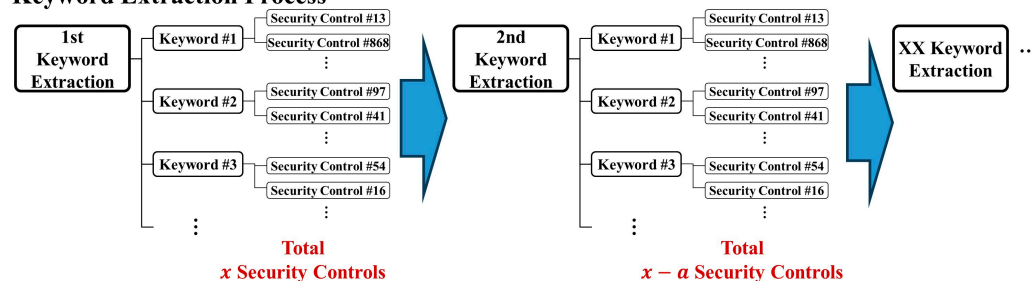 Keyword Extraction Process
1st
Keyword
Extraction
Keyword #1
Security Control #13
Security Control #868
⋮
Keyword #2
Security Control #97
Security Control #41
⋮
Keyword #3
Security Control #54
Security Control #16
⋮
⋮
Total
x Security Controls
2nd
Keyword
Extraction
Keyword #1
Security Control #13
Security Control #868
⋮
Keyword #2
Security Control #97
Security Control #41
⋮
Keyword #3
Security Control #54
Security Control #16
⋮
⋮
Total
x − a Security Controls
XX Keyword
Extraction
...